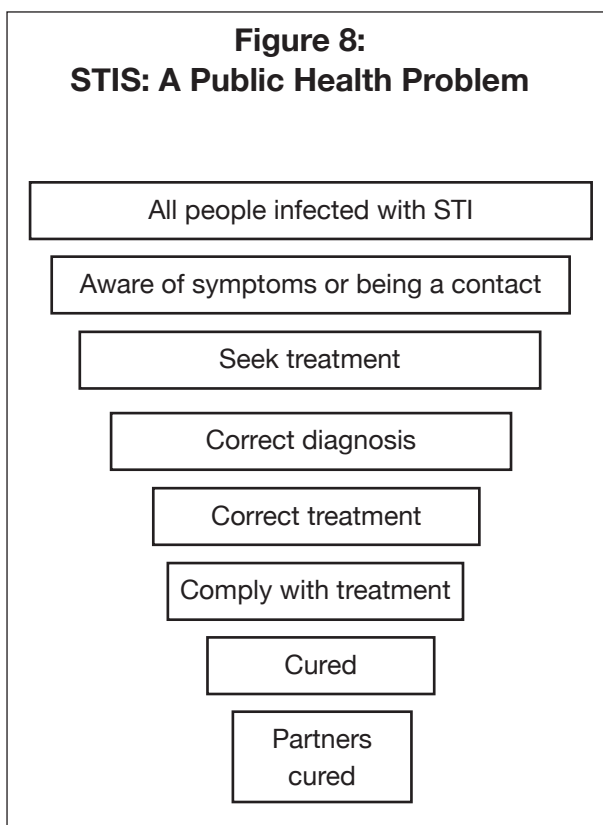 Figure 8:
STIS: A Public Health Problem
All people infected with STI
Aware of symptoms or being a contact
Seek treatment
Correct diagnosis
Correct treatment
Comply with treatment
Cured
Partners
cured